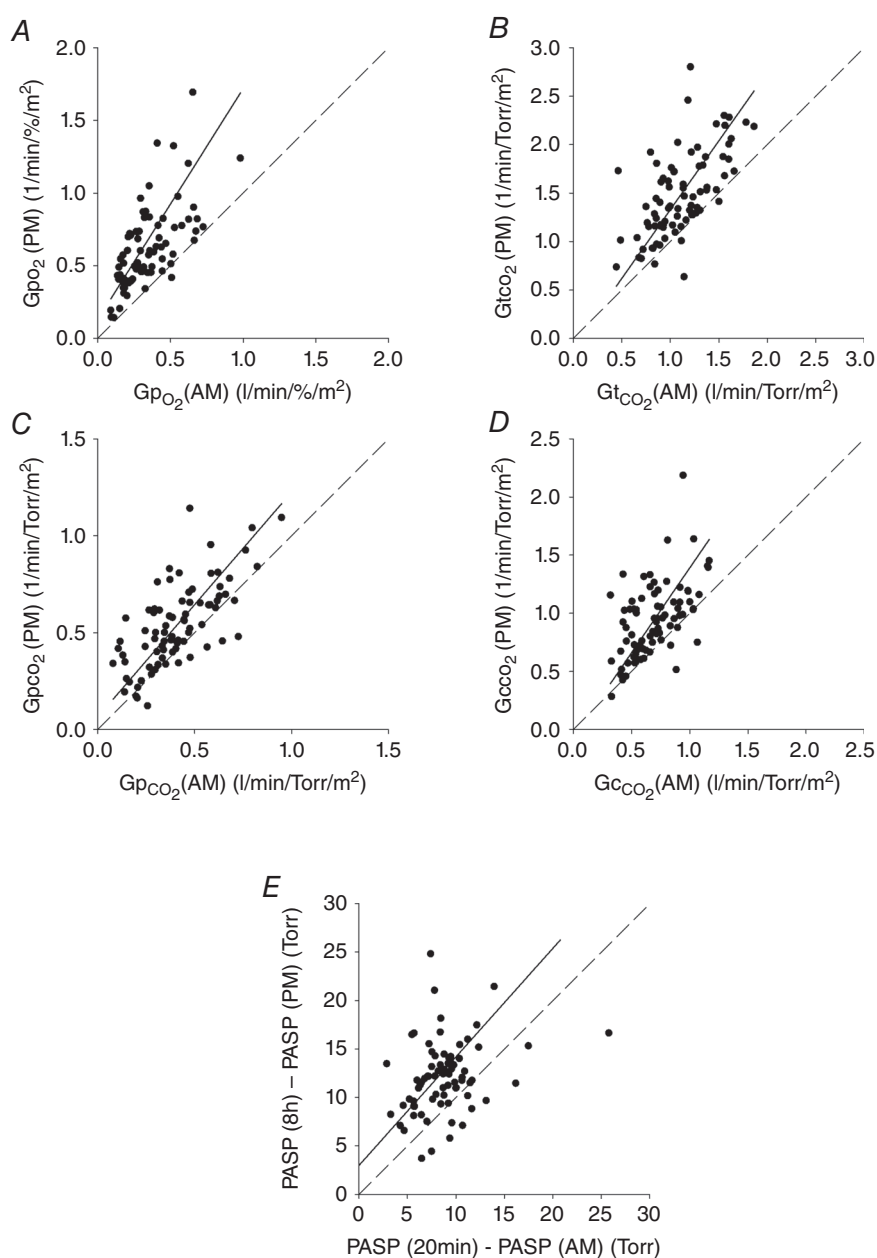 A
2.0
1.5
1.0
0.5
0.0
Gpo₂ (PM) (1/min/%/m²)
0.0 0.5 1.0 1.5 2.0
Gp_O₂(AM) (l/min/%/m²)
B
3.0
2.5
2.0
1.5
1.0
0.5
0.0
Gtco₂ (PM) (1/min/Torr/m²)
0.0 0.5 1.0 1.5 2.0 2.5 3.0
Gt_CO₂(AM) (l/min/Torr/m²)
C
1.5
1.0
0.5
0.0
Gpco₂ (PM) (1/min/Torr/m²)
0.0 0.5 1.0 1.5
Gp_CO₂(AM) (l/min/Torr/m²)
D
2.5
2.0
1.5
1.0
0.5
0.0
Gcco₂ (PM) (1/min/Torr/m²)
0.0 0.5 1.0 1.5 2.0 2.5
Gc_CO₂(AM) (l/min/Torr/m²)
E
30
25
20
15
10
5
0
PASP (8h) – PASP (PM) (Torr)
0 5 10 15 20 25 30
PASP (20min) - PASP (AM) (Torr)